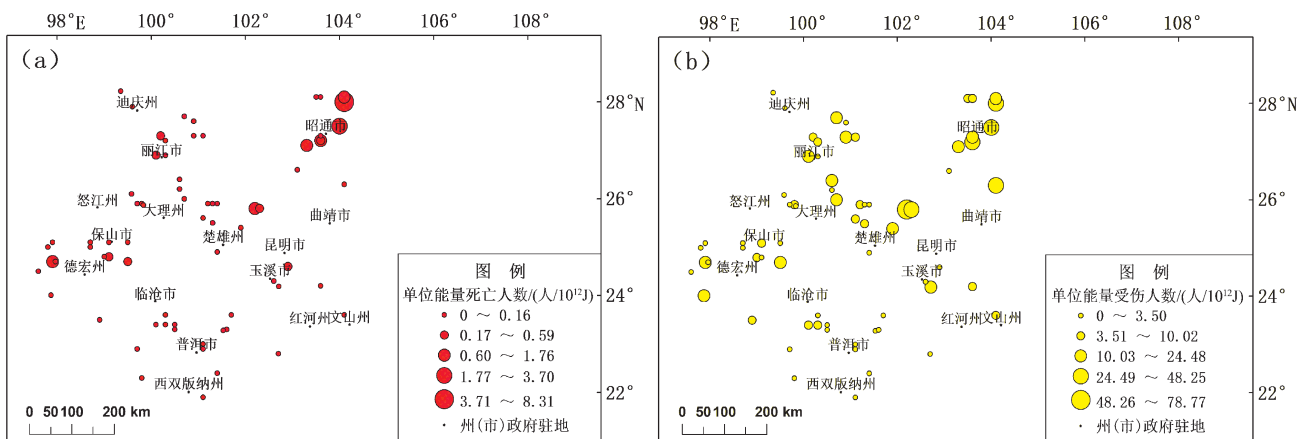 98°E 100° 102° 104° 106° 108°
(a)
28°N
26°
24°
22°
迪庆州
昭通市
丽江市
怒江州
大理州
曲靖市
保山市
楚雄州
昆明市
德宏州
玉溪市
临沧市
红河州
文山州
普洱市
西双版纳州
图 例
单位能量死亡人数/(人/10¹²J)
0 ~ 0.16
0.17 ~ 0.59
0.60 ~ 1.76
1.77 ~ 3.70
3.71 ~ 8.31
州(市)政府驻地
0 50 100 200 km
98°E 100° 102° 104° 106° 108°
(b)
28°N
26°
24°
22°
迪庆州
昭通市
丽江市
怒江州
大理州
曲靖市
保山市
楚雄州
昆明市
德宏州
玉溪市
临沧市
红河州
文山州
普洱市
西双版纳州
图 例
单位能量受伤人数/(人/10¹²J)
0 ~ 3.50
3.51 ~ 10.02
10.03 ~ 24.48
24.49 ~ 48.25
48.26 ~ 78.77
州(市)政府驻地
0 50 100 200 km